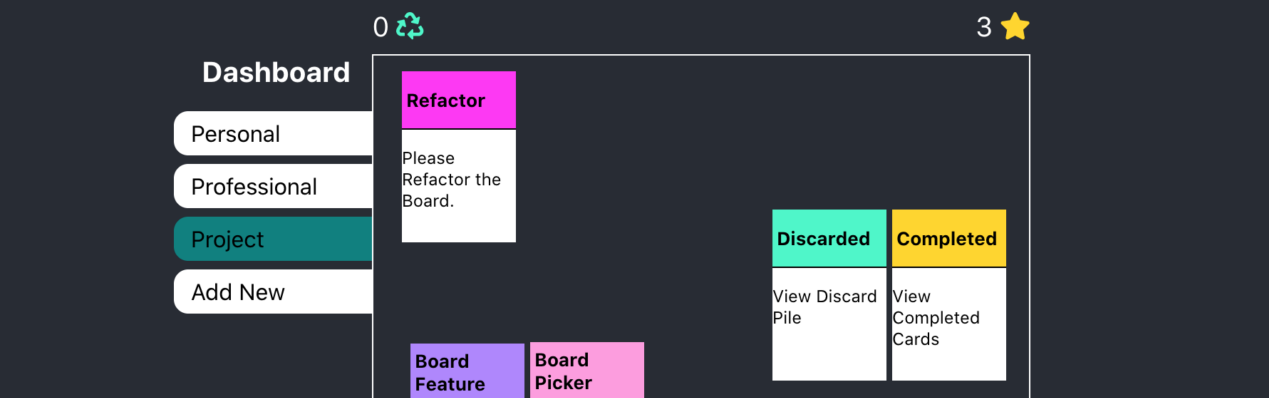 0
3
Dashboard
Personal
Professional
Project
Add New
Refactor
Please
Refactor the
Board.
Discarded
View Discard
Pile
Completed
View
Completed
Cards
Board
Feature
Board
Picker